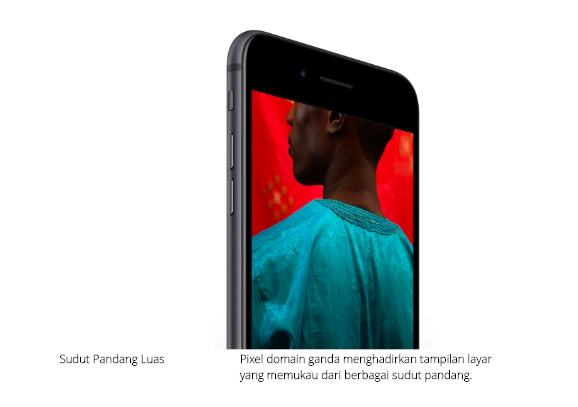 Sudut Pandang Luas
Pixel domain ganda menghadirkan tampilan layar
yang memukau dari berbagai sudut pandang.